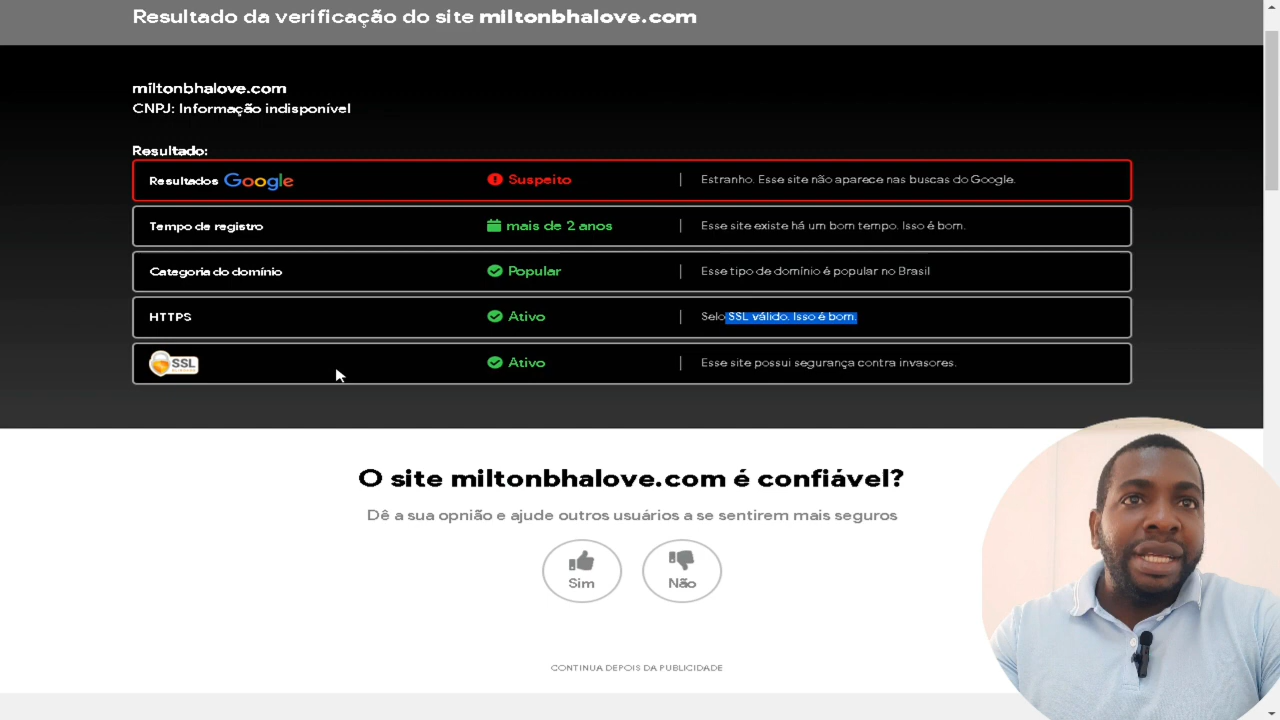 Resultado da verificação do site miltonbhalove.com
miltonbhalove.com
CNPJ: Informação indisponível
Resultado:
Resultados Google Suspeito | Estranho. Esse site não aparece nas buscas do Google.
Tempo de registro mais de 2 anos | Esse site existe há um bom tempo. Isso é bom.
Categoria do domínio Popular | Esse tipo de domínio é popular no Brasil
HTTPS Ativo | Selo SSL válido. Isso é bom.
SSL Ativo | Esse site possui segurança contra invasores.
O site miltonbhalove.com é confiável?
Dê a sua opnião e ajude outros usuários a se sentirem mais seguros
Sim Não
CONTINUA DEPOIS DA PUBLICIDADE